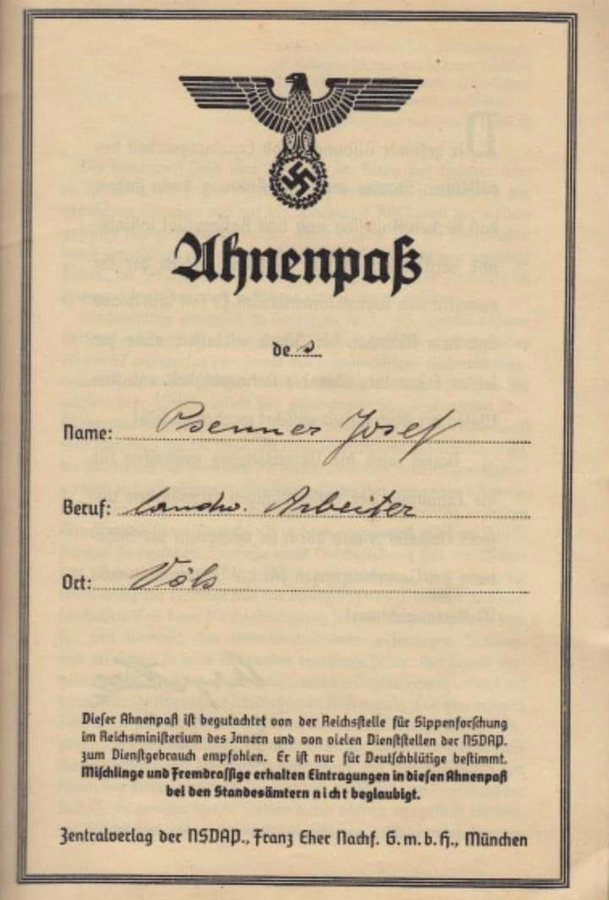 Ahnenpaß
des
Name: Psenner Josef
Beruf: landw. Arbeiter
Ort: Völs
Dieser Ahnenpaß ist begutachtet von der Reichsstelle für Sippenforschung
im Reichsministerium des Innern und von vielen Dienststellen der NSDAP.
zum Dienstgebrauch empfohlen. Er ist nur für Deutschblütige bestimmt.
Mischlinge und Fremdrassige erhalten Eintragungen in diesen Ahnenpaß
bei den Standesämtern nicht beglaubigt.
Zentralverlag der NSDAP., Franz Eher Nachf. G.m.b.H., München